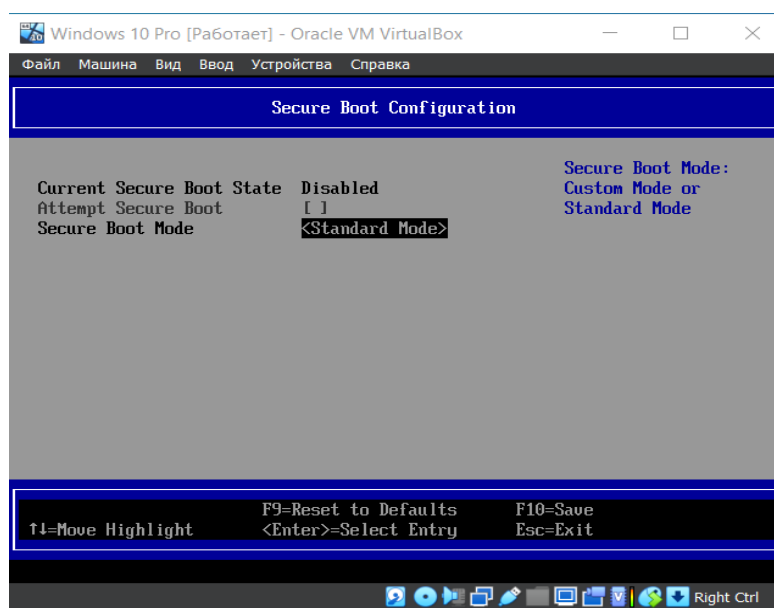 Windows 10 Pro [Работает] - Oracle VM VirtualBox
Файл Машина Вид Ввод Устройства Справка
Secure Boot Configuration
Current Secure Boot State Disabled
Attempt Secure Boot [ ]
Secure Boot Mode <Standard Mode>
Secure Boot Mode:
Custom Mode or
Standard Mode
F9=Reset to Defaults F10=Save
↑↓=Move Highlight <Enter>=Select Entry Esc=Exit
Right Ctrl